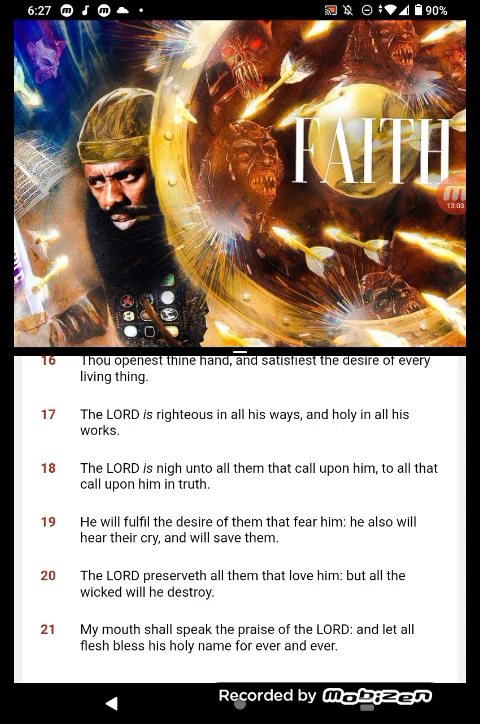 6:27
90%
FAITH
13:03
16 Thou openest thine hand, and satisfiest the desire of every
living thing.
17 The LORD is righteous in all his ways, and holy in all his
works.
18 The LORD is nigh unto all them that call upon him, to all that
call upon him in truth.
19 He will fulfil the desire of them that fear him: he also will
hear their cry, and will save them.
20 The LORD preserveth all them that love him: but all the
wicked will he destroy.
21 My mouth shall speak the praise of the LORD: and let all
flesh bless his holy name for ever and ever.
Recorded by Mobizen